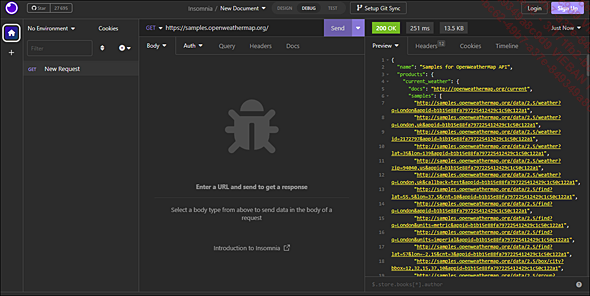 Star 27 695
Insomnia / New Document
DESIGN DEBUG TEST
Setup Git Sync
Login
Sign Up
No Environment
Cookies
GET https://samples.openweathermap.org/
Send
200 OK
251 ms
13.5 KB
Just Now
Filter
Body
Auth
Query
Headers
Docs
Preview
Headers
Cookies
Timeline
GET New Request
Enter a URL and send to get a response
Select a body type from above to send data in the body of a
request
Introduction to Insomnia
1 {
2 "name": "Samples for OpenWeatherMap API",
3 "products": {
4 "current_weather": {
5 "docs": "http://openweathermap.org/current",
6 "samples": [
7 "http://samples.openweathermap.org/data/2.5/weather?
q=London&appid=b1b15e88fa797225412429c1c50c122a1",
8 "http://samples.openweathermap.org/data/2.5/weather?
q=London,uk&appid=b1b15e88fa797225412429c1c50c122a1",
9 "http://samples.openweathermap.org/data/2.5/weather?
id=2172797&appid=b1b15e88fa797225412429c1c50c122a1",
10 "http://samples.openweathermap.org/data/2.5/weather?
lat=35&lon=139&appid=b1b15e88fa797225412429c1c50c122a1",
11 "http://samples.openweathermap.org/data/2.5/weather?
zip=94040,us&appid=b1b15e88fa797225412429c1c50c122a1",
12 "http://samples.openweathermap.org/data/2.5/weather?
q=London,uk&callback=test&appid=b1b15e88fa797225412429c1c50c122a1",
13 "http://samples.openweathermap.org/data/2.5/find?
lat=55.5&lon=37.5&cnt=10&appid=b1b15e88fa797225412429c1c50c122a1",
14 "http://samples.openweathermap.org/data/2.5/find?
q=London&units=metric&appid=b1b15e88fa797225412429c1c50c122a1",
15 "http://samples.openweathermap.org/data/2.5/find?
q=London&units=imperial&appid=b1b15e88fa797225412429c1c50c122a1",
16 "http://samples.openweathermap.org/data/2.5/find?
lat=57&lon=-2.15&cnt=3&appid=b1b15e88fa797225412429c1c50c122a1",
17 "http://samples.openweathermap.org/data/2.5/box/city?
bbox=12,32,15,37,10&appid=b1b15e88fa797225412429c1c50c122a1",
18 "http://samples.openweathermap.org/data/2.5/group?
$.store.books[*].author